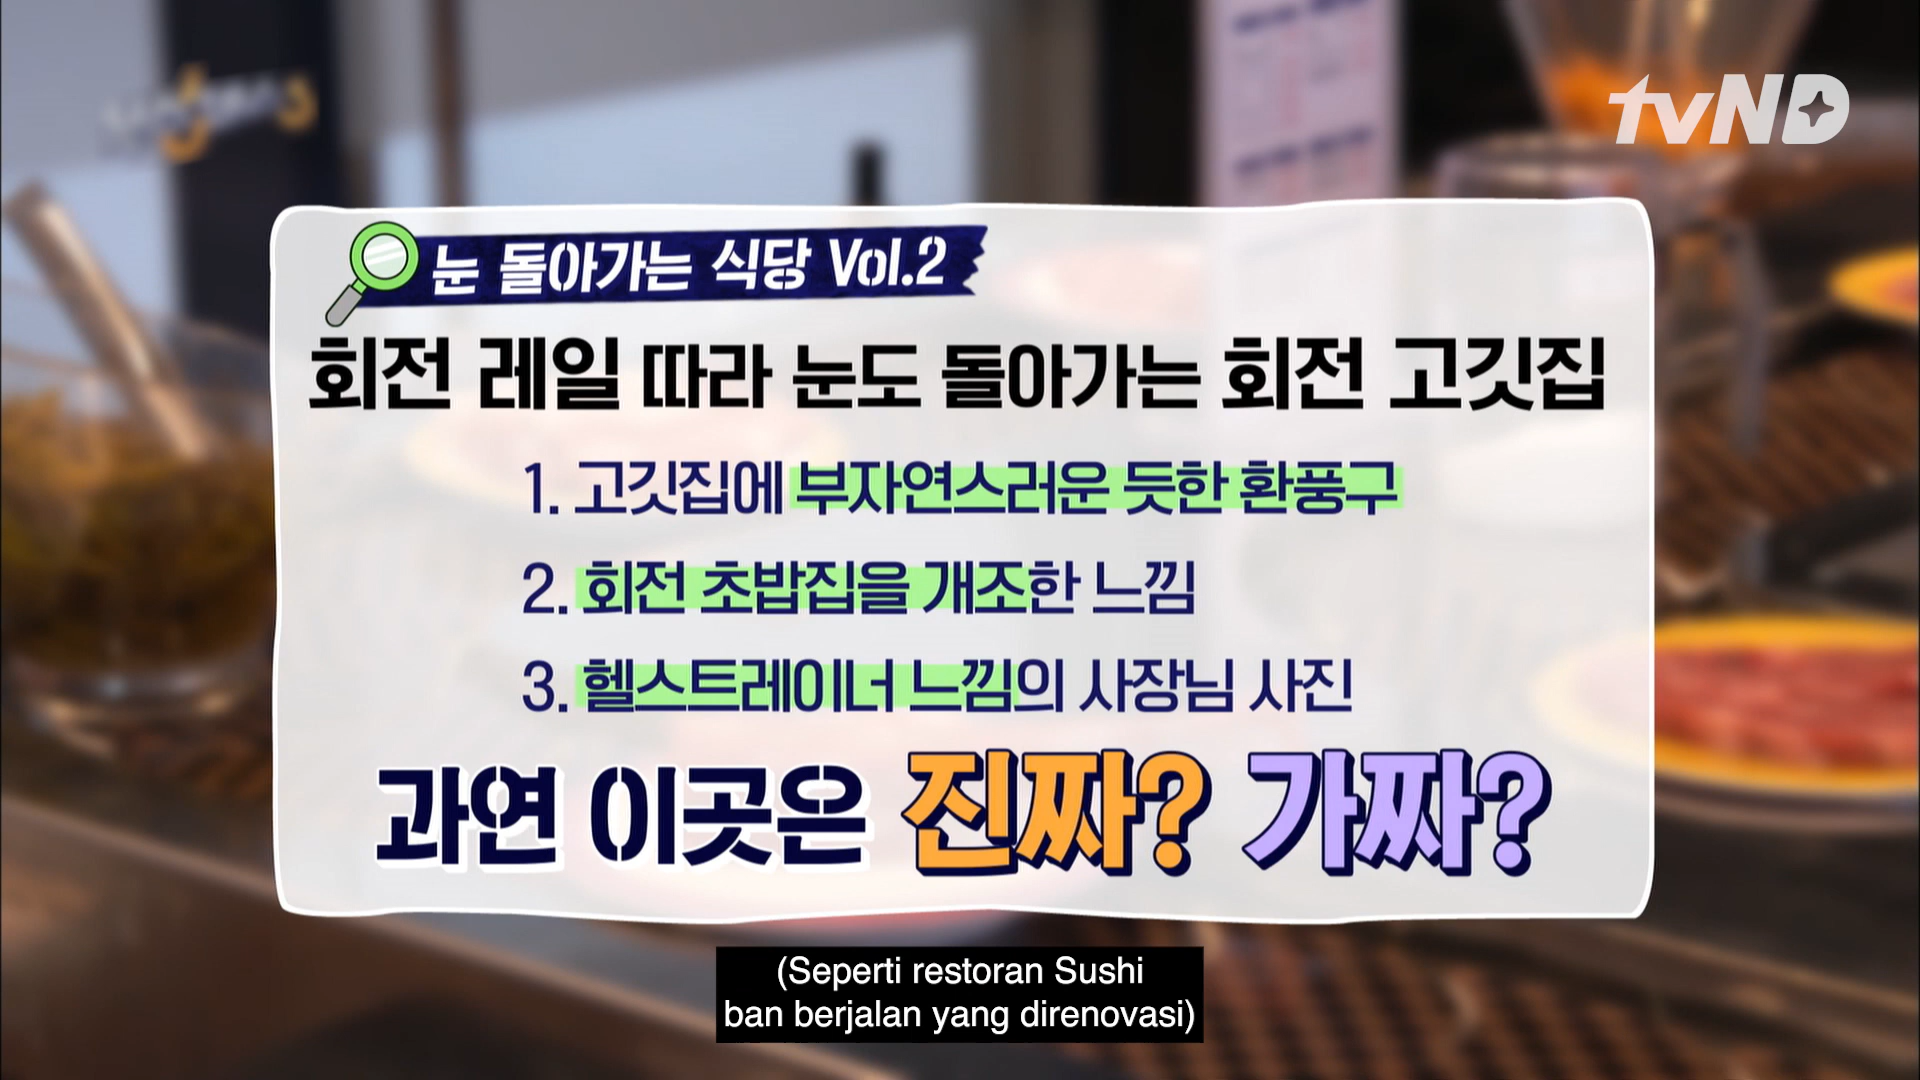 tvND
눈 돌아가는 식당 Vol.2
회전 레일 따라 눈도 돌아가는 회전 고깃집
1. 고깃집에 부자연스러운 듯한 환풍구
2. 회전 초밥집을 개조한 느낌
3. 헬스트레이너 느낌의 사장님 사진
과연 이곳은 진짜? 가짜?
(Seperti restoran Sushi
ban berjalan yang direnovasi)